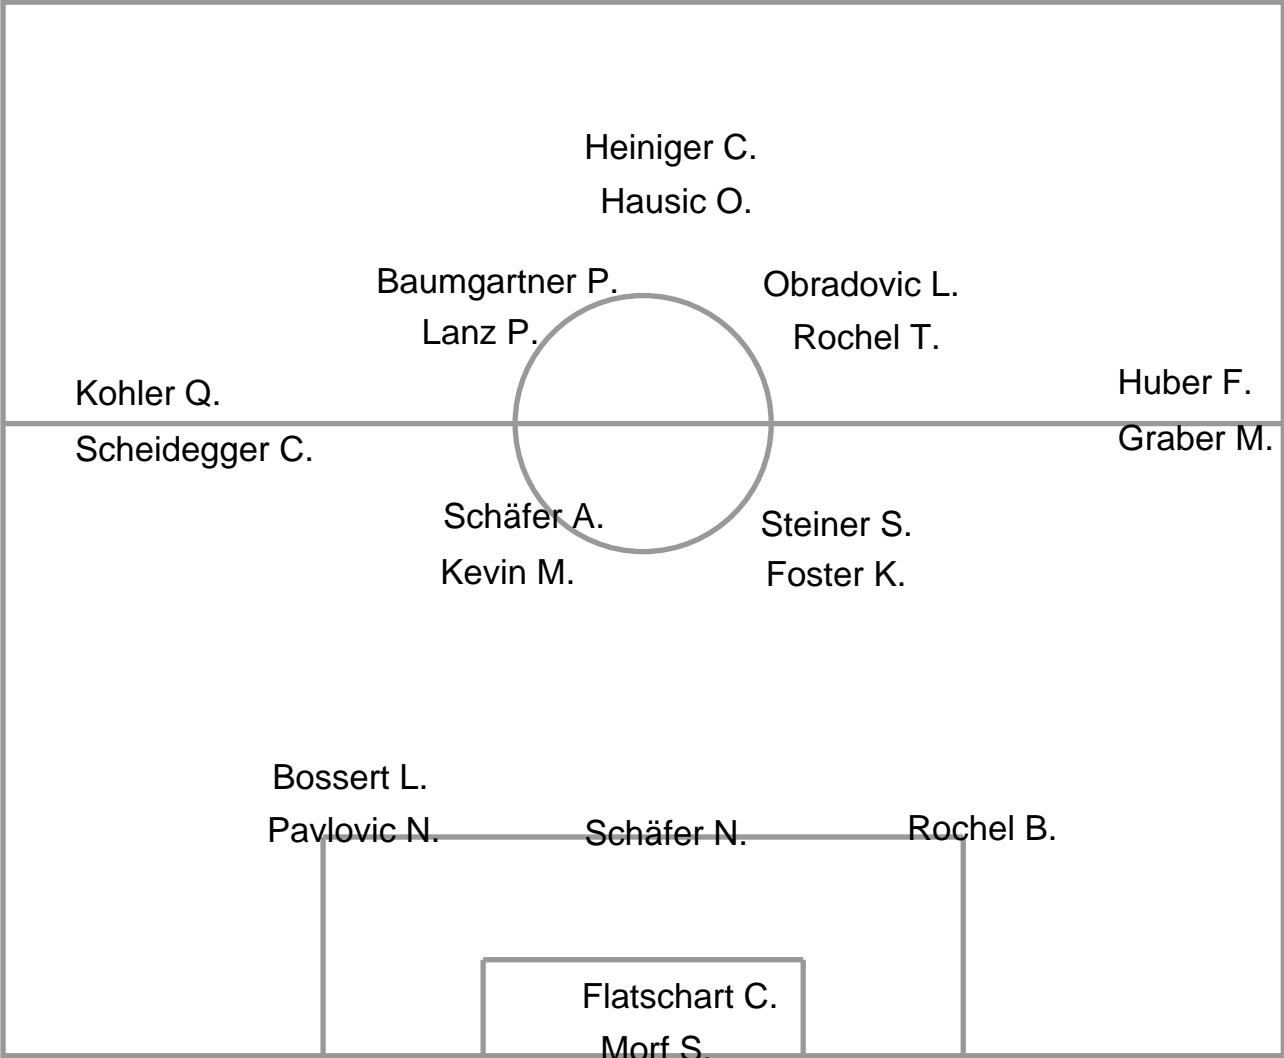 Heiniger C.
Hausic O.
Baumgartner P.
Obradovic L.
Lanz P.
Rochel T.
Kohler Q.
Huber F.
Scheidegger C.
Graber M.
Schäfer A.
Steiner S.
Kevin M.
Foster K.
Bossert L.
Pavlovic N.
Schäfer N.
Rochel B.
Flatschart C.
Morf S.